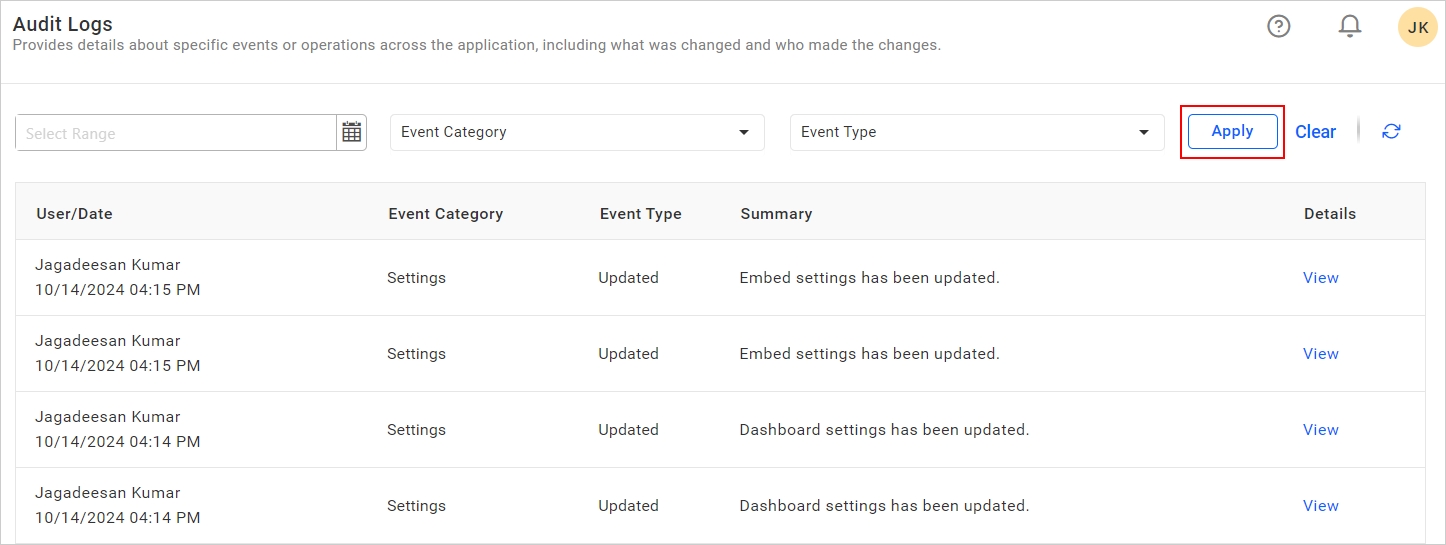 Audit Logs
Provides details about specific events or operations across the application, including what was changed and who made the changes.
JK
Select Range
Event Category
Event Type
Apply
Clear
User/Date Event Category Event Type Summary Details
Jagadeesan Kumar
10/14/2024 04:15 PM
Settings Updated Embed settings has been updated. View
Jagadeesan Kumar
10/14/2024 04:15 PM
Settings Updated Embed settings has been updated. View
Jagadeesan Kumar
10/14/2024 04:14 PM
Settings Updated Dashboard settings has been updated. View
Jagadeesan Kumar
10/14/2024 04:14 PM
Settings Updated Dashboard settings has been updated. View